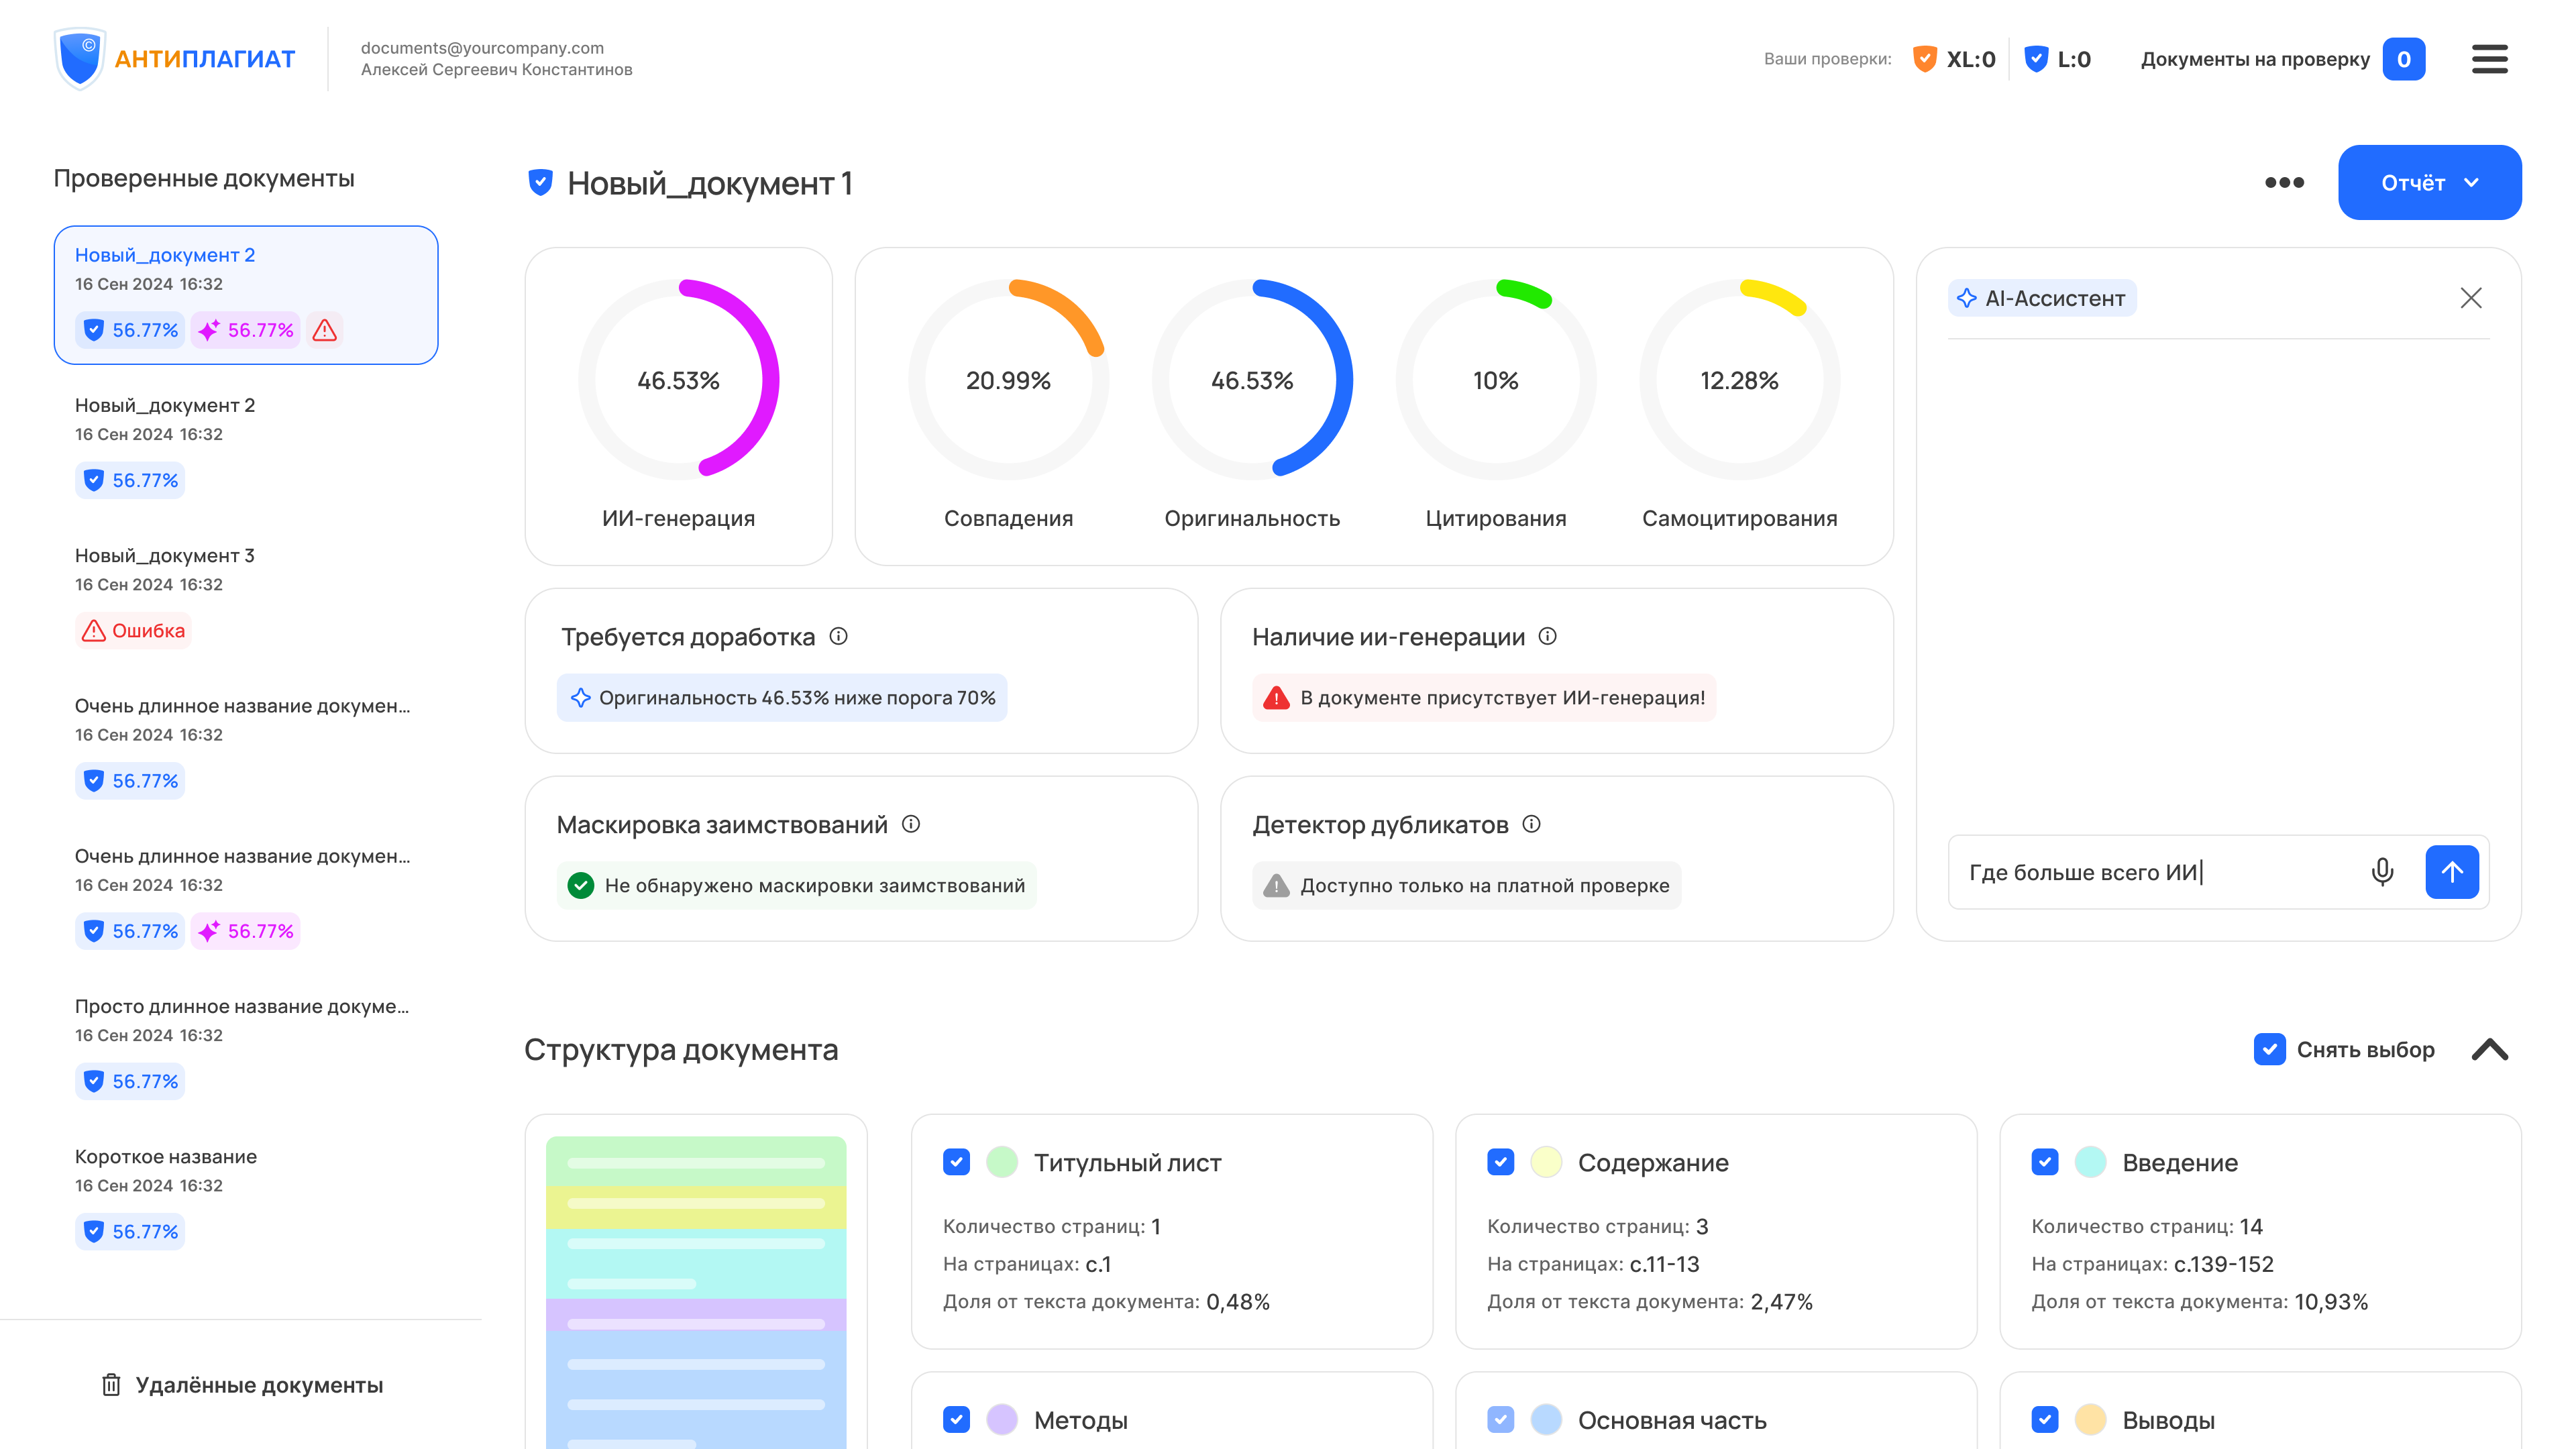 АНТИПЛАГИАТ
documents@yourcompany.com
Алексей Сергеевич Константинов
Ваши проверки:
XL:0
L:0
Документы на проверку
0
Проверенные документы
Новый_документ 2
16 Сен 2024 16:32
56.77%
56.77%
Новый_документ 2
16 Сен 2024 16:32
56.77%
Новый_документ 3
16 Сен 2024 16:32
Ошибка
Очень длинное название докумен...
16 Сен 2024 16:32
56.77%
Очень длинное название докумен...
16 Сен 2024 16:32
56.77%
56.77%
Просто длинное название докуме...
16 Сен 2024 16:32
56.77%
Короткое название
16 Сен 2024 16:32
56.77%
Удалённые документы
Новый_документ 1
Отчёт
46.53%
ИИ-генерация
20.99%
Совпадения
46.53%
Оригинальность
10%
Цитирования
12.28%
Самоцитирования
Требуется доработка
Оригинальность 46.53% ниже порога 70%
Наличие ии-генерации
В документе присутствует ИИ-генерация!
Маскировка заимствований
Не обнаружено маскировки заимствований
Детектор дубликатов
Доступно только на платной проверке
AI-Ассистент
Где больше всего ИИ
Структура документа
Снять выбор
Титульный лист
Количество страниц: 1
На страницах: с.1
Доля от текста документа: 0,48%
Содержание
Количество страниц: 3
На страницах: с.11-13
Доля от текста документа: 2,47%
Введение
Количество страниц: 14
На страницах: с.139-152
Доля от текста документа: 10,93%
Методы
Основная часть
Выводы